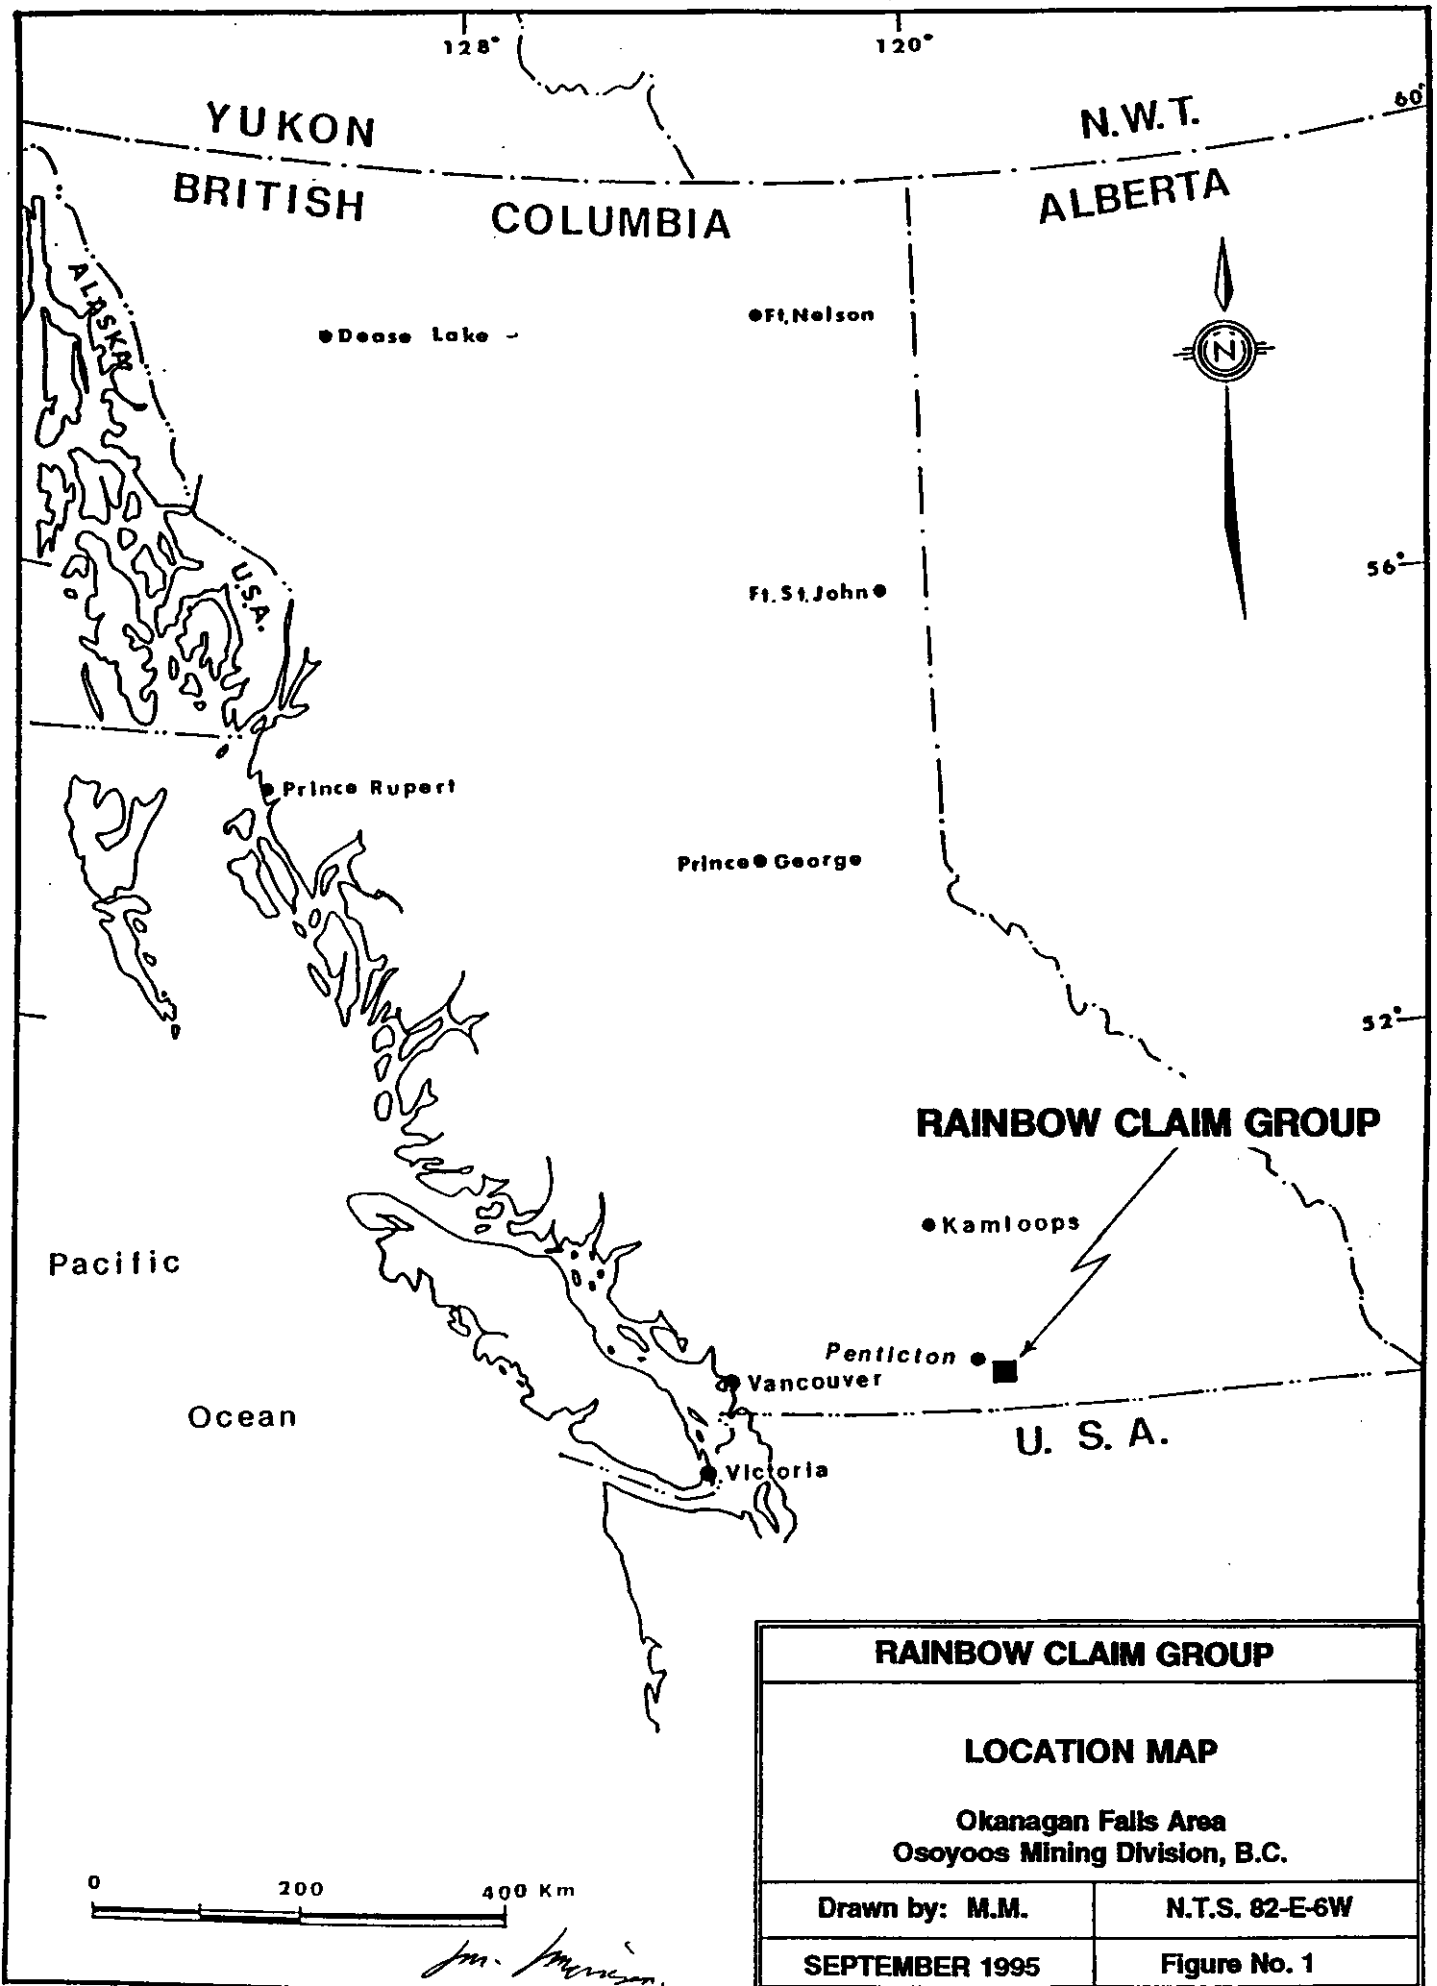 128°
120°
60°
YUKON
N.W.T.
BRITISH COLUMBIA
ALBERTA
ALASKA
Dease Lake
Ft. Nelson
N
U.S.A.
56°
Ft. St. John
Prince Rupert
Prince George
52°
RAINBOW CLAIM GROUP
Kamloops
Pacific
Penticton
Vancouver
Ocean
U. S. A.
Victoria
RAINBOW CLAIM GROUP
LOCATION MAP
Okanagan Falls Area
Osoyoos Mining Division, B.C.
0 200 400 Km
Drawn by: M.M.
N.T.S. 82-E-6W
SEPTEMBER 1995
Figure No. 1